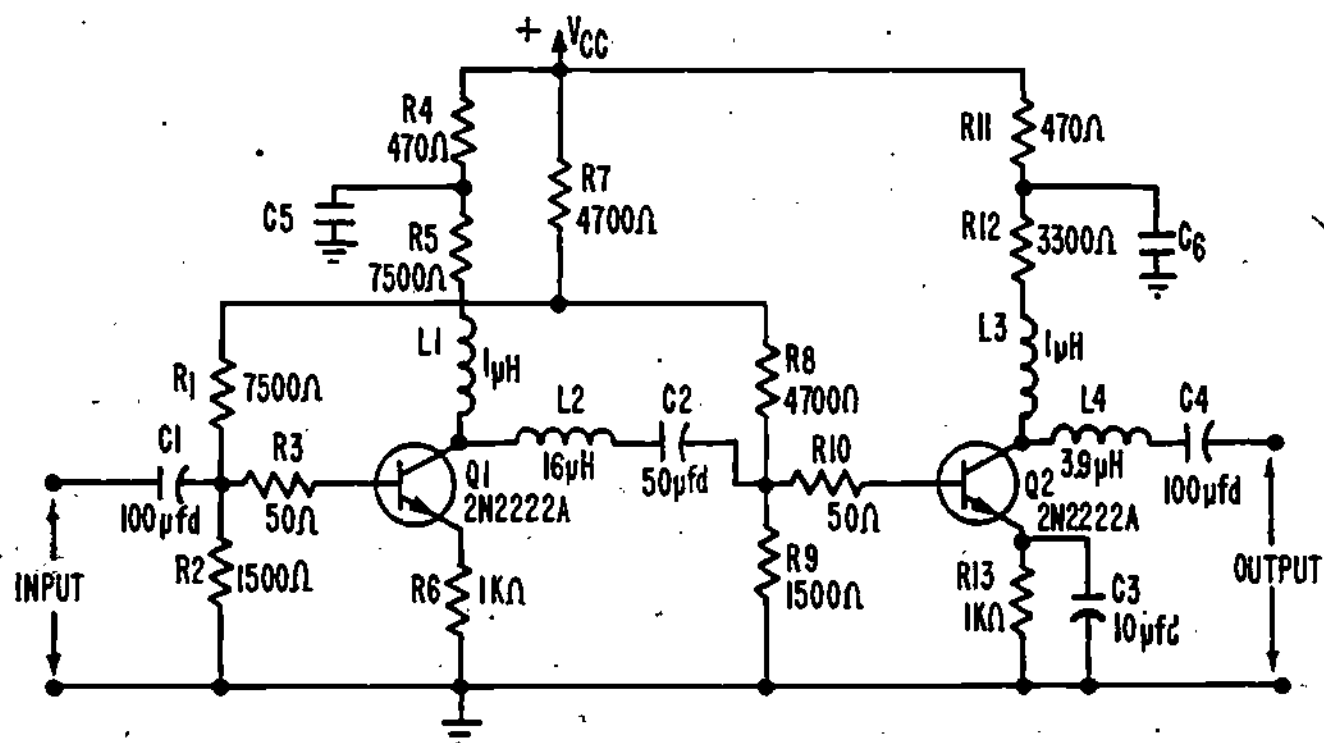 + VCC
R4
470Ω
R11
470Ω
C5
R7
4700Ω
R5
7500Ω
R12
3300Ω
C6
L1
1μH
L3
1μH
R1
7500Ω
R8
4700Ω
L2
16μH
C2
50μfd
L4
3.9μH
C4
100μfd
C1
100μfd
R3
50Ω
Q1
2N2222A
R10
50Ω
Q2
2N2222A
INPUT
R2
1500Ω
R6
1KΩ
R9
1500Ω
R13
1KΩ
C3
10μfd
OUTPUT